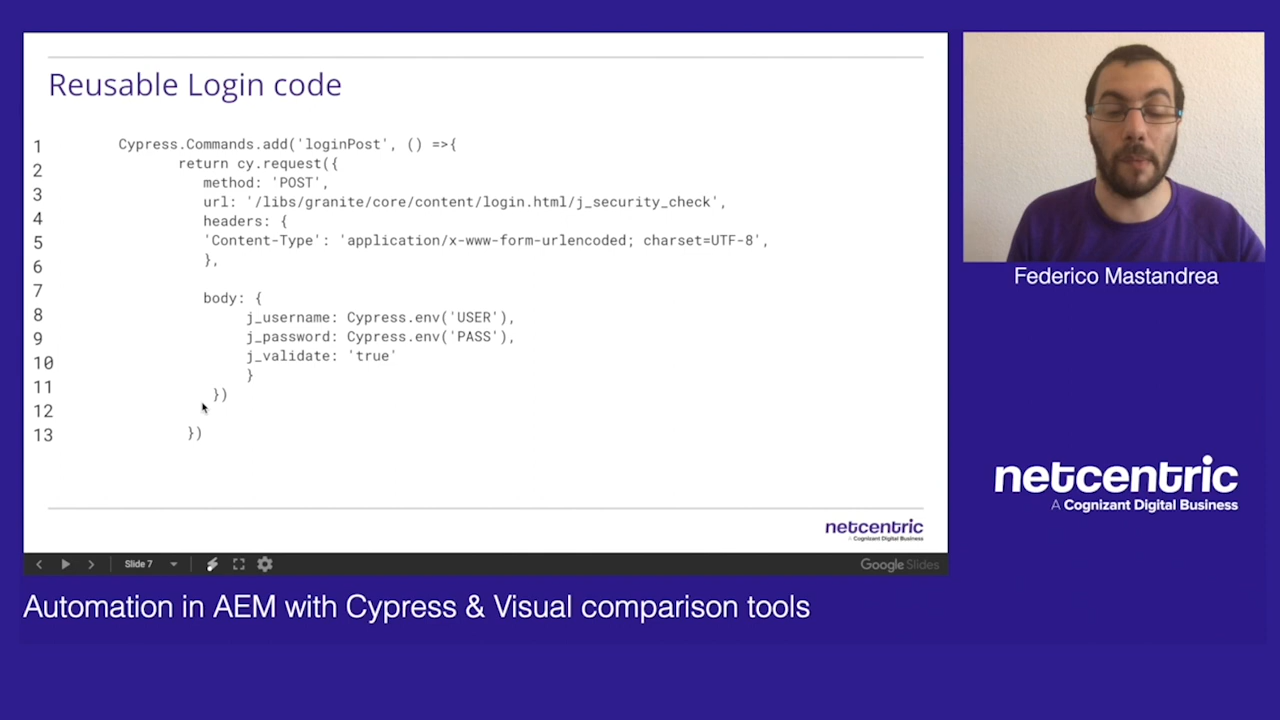 Reusable Login code
1
2
3
4
5
6
7
8
9
10
11
12
13
Cypress.Commands.add('loginPost', () =>{
return cy.request({
method: 'POST',
url: '/libs/granite/core/content/login.html/j_security_check',
headers: {
'Content-Type': 'application/x-www-form-urlencoded; charset=UTF-8',
},
body: {
j_username: Cypress.env('USER'),
j_password: Cypress.env('PASS'),
j_validate: 'true'
}
})
})
netcentric
A Cognizant Digital Business
Slide 7
Google Slides
Federico Mastandrea
netcentric
A Cognizant Digital Business
Automation in AEM with Cypress & Visual comparison tools